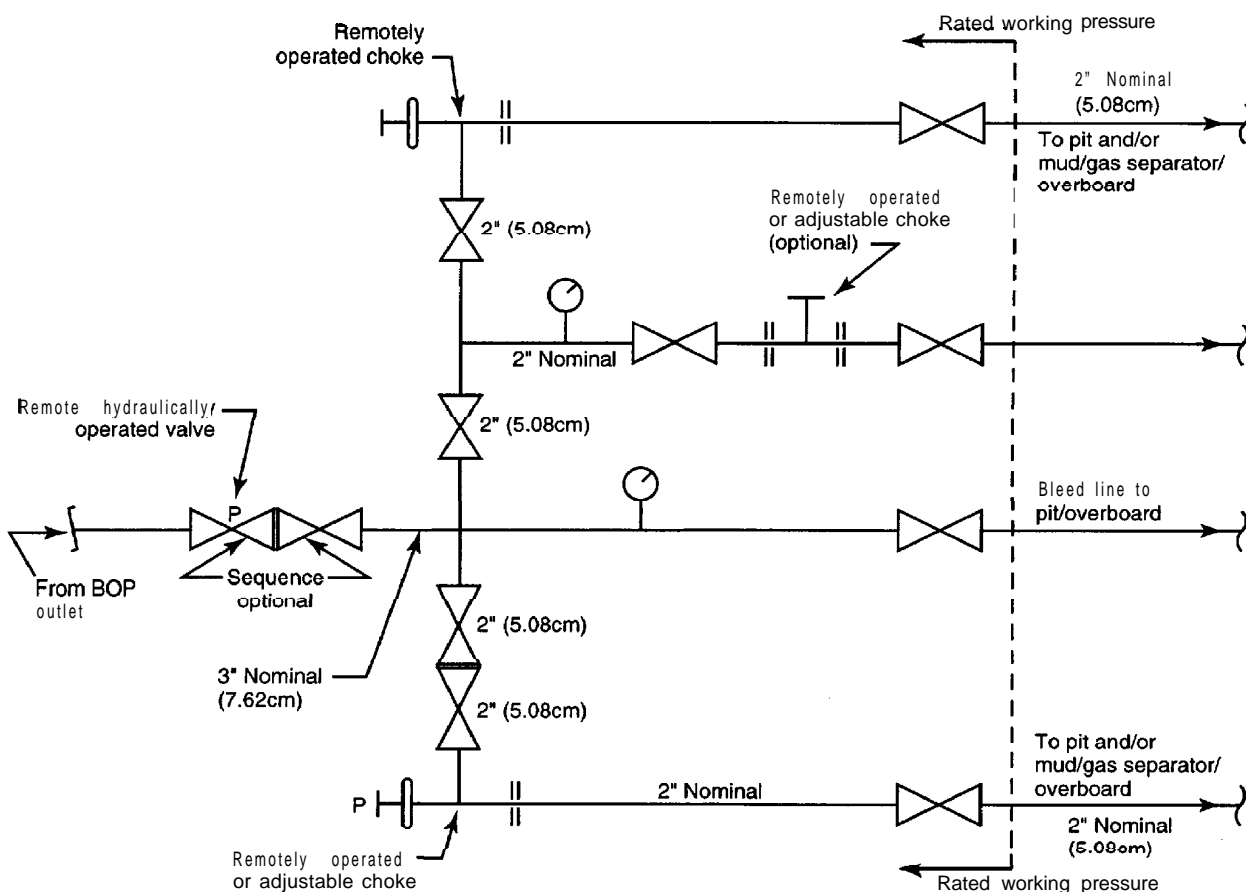 Remotely
operated choke
Rated working pressure
2" Nominal
(5.08cm)
To pit and/or
mud/gas separator/
overboard
Remotely operated
or adjustable choke
(optional)
2" (5.08cm)
2" Nominal
Remote hydraulically/
operated valve
2" (5.08cm)
P
Bleed line to
pit/overboard
From BOP
outlet
Sequence
optional
3" Nominal
(7.62cm)
2" (5.08cm)
2" (5.08cm)
To pit and/or
mud/gas separator/
overboard
P
2" Nominal
2" Nominal
(5.08cm)
Remotely operated
or adjustable choke
Rated working pressure